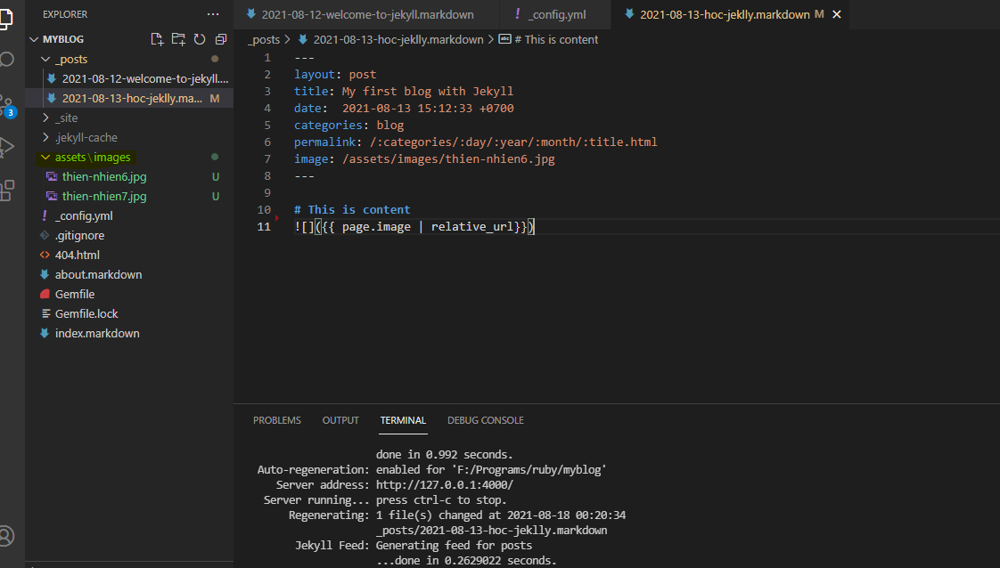 EXPLORER
MYBLOG
_posts
2021-08-12-welcome-to-jekyll....
2021-08-13-hoc-jeklly.ma... M
_site
.jekyll-cache
assets\images
thien-nhien6.jpg U
thien-nhien7.jpg U
! _config.yml
.gitignore
404.html
about.markdown
Gemfile
Gemfile.lock
index.markdown
3
2021-08-12-welcome-to-jekyll.markdown
! _config.yml
2021-08-13-hoc-jeklly.markdown M
_posts > 2021-08-13-hoc-jeklly.markdown > abc # This is content
1 ---
2 layout: post
3 title: My first blog with Jekyll
4 date:  2021-08-13 15:12:33 +0700
5 categories: blog
6 permalink: /:categories/:day/:year/:month/:title.html
7 image: /assets/images/thien-nhien6.jpg
8 ---
9
10 # This is content
11 ![]({{ page.image | relative_url}})
PROBLEMS OUTPUT TERMINAL DEBUG CONSOLE
done in 0.992 seconds.
Auto-regeneration: enabled for 'F:/Programs/ruby/myblog'
Server address: http://127.0.0.1:4000/
Server running... press ctrl-c to stop.
Regenerating: 1 file(s) changed at 2021-08-18 00:20:34
_posts/2021-08-13-hoc-jeklly.markdown
Jekyll Feed: Generating feed for posts
...done in 0.2629022 seconds.